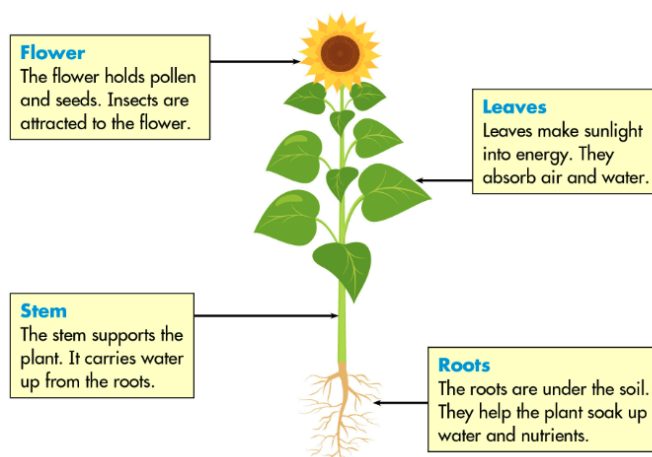 Flower
The flower holds pollen
and seeds. Insects are
attracted to the flower.
Leaves
Leaves make sunlight
into energy. They
absorb air and water.
Stem
The stem supports the
plant. It carries water
up from the roots.
Roots
The roots are under the soil.
They help the plant soak up
water and nutrients.